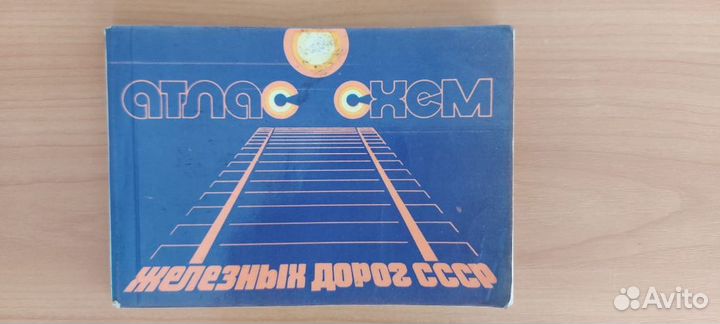 атлас схем
железных дорог СССР
Avito